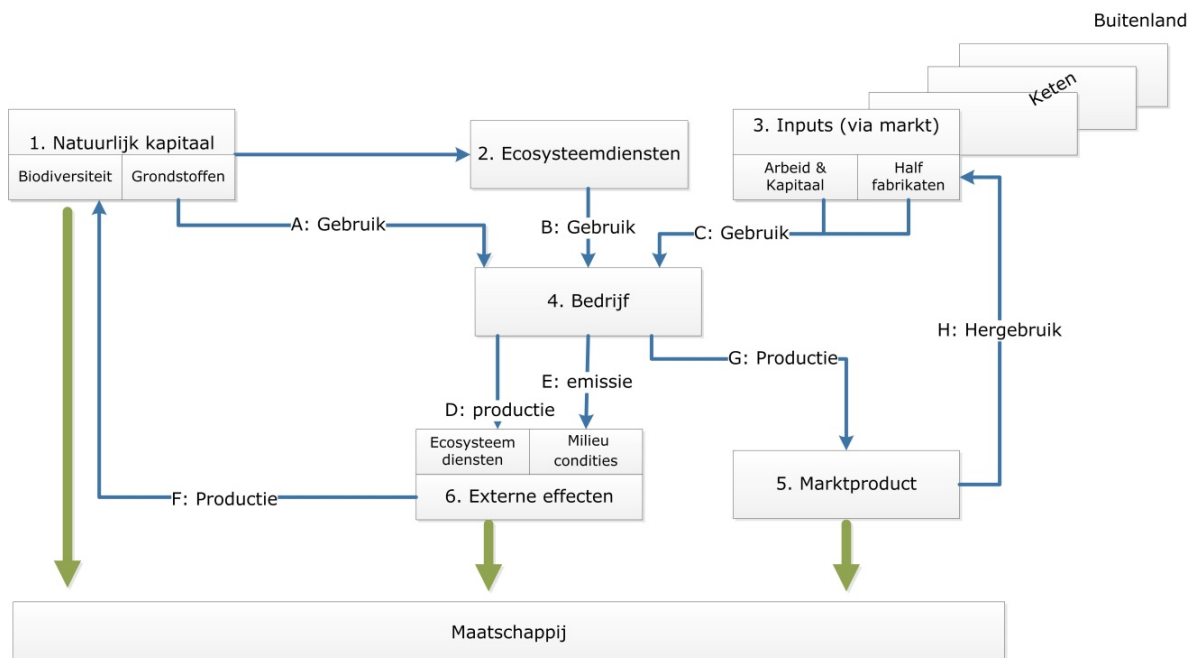 Buitenland
Keten
1. Natuurlijk kapitaal
Biodiversiteit
Grondstoffen
2. Ecosysteemdiensten
3. Inputs (via markt)
Arbeid &
Kapitaal
Half
fabrikaten
A: Gebruik
B: Gebruik
C: Gebruik
4. Bedrijf
H: Hergebruik
G: Productie
E: emissie
D: productie
Ecosysteem
diensten
Milieu
condities
6. Externe effecten
5. Marktproduct
F: Productie
Maatschappij